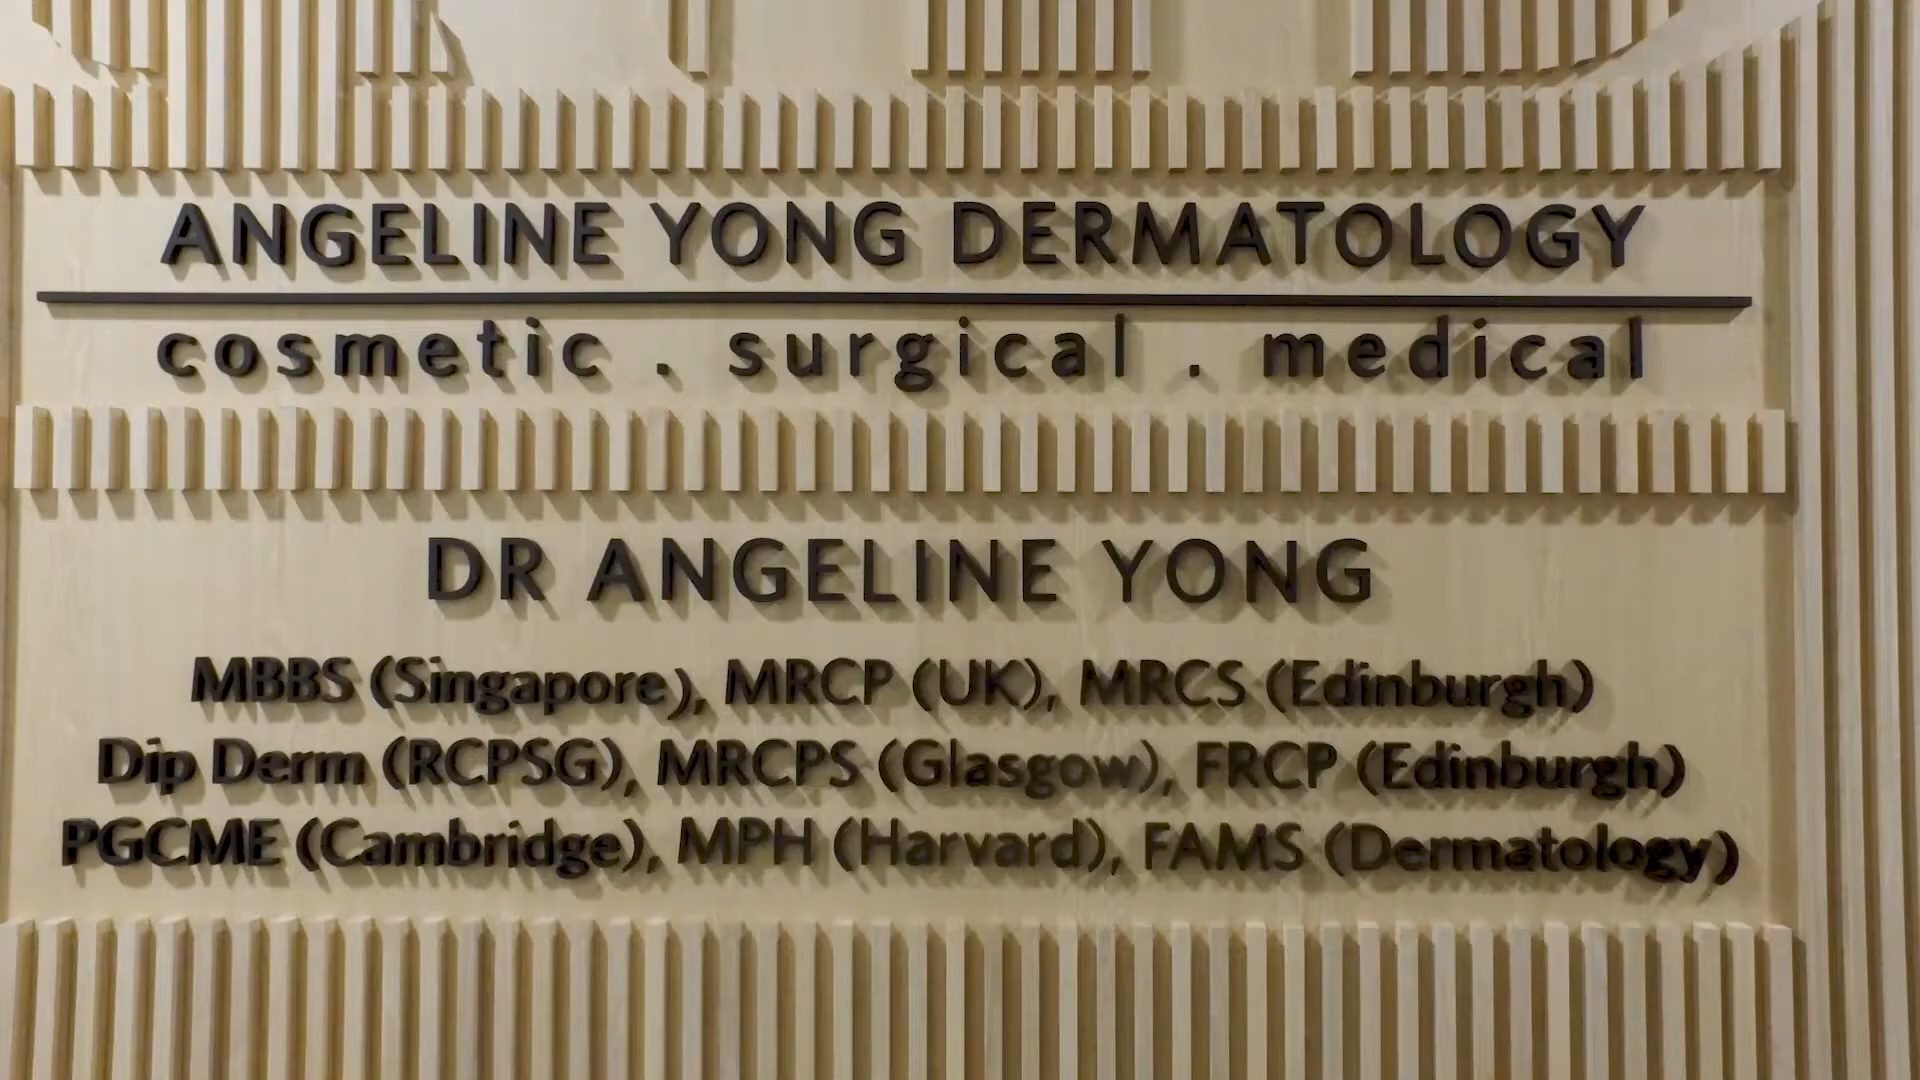 ANGELINE YONG DERMATOLOGY
cosmetic . surgical . medical
DR ANGELINE YONG
MBBS (Singapore), MRCP (UK), MRCS (Edinburgh)
Dip Derm (RCPSG), MRCPS (Glasgow), FRCP (Edinburgh)
PGCME (Cambridge), MPH (Harvard), FAMS (Dermatology)